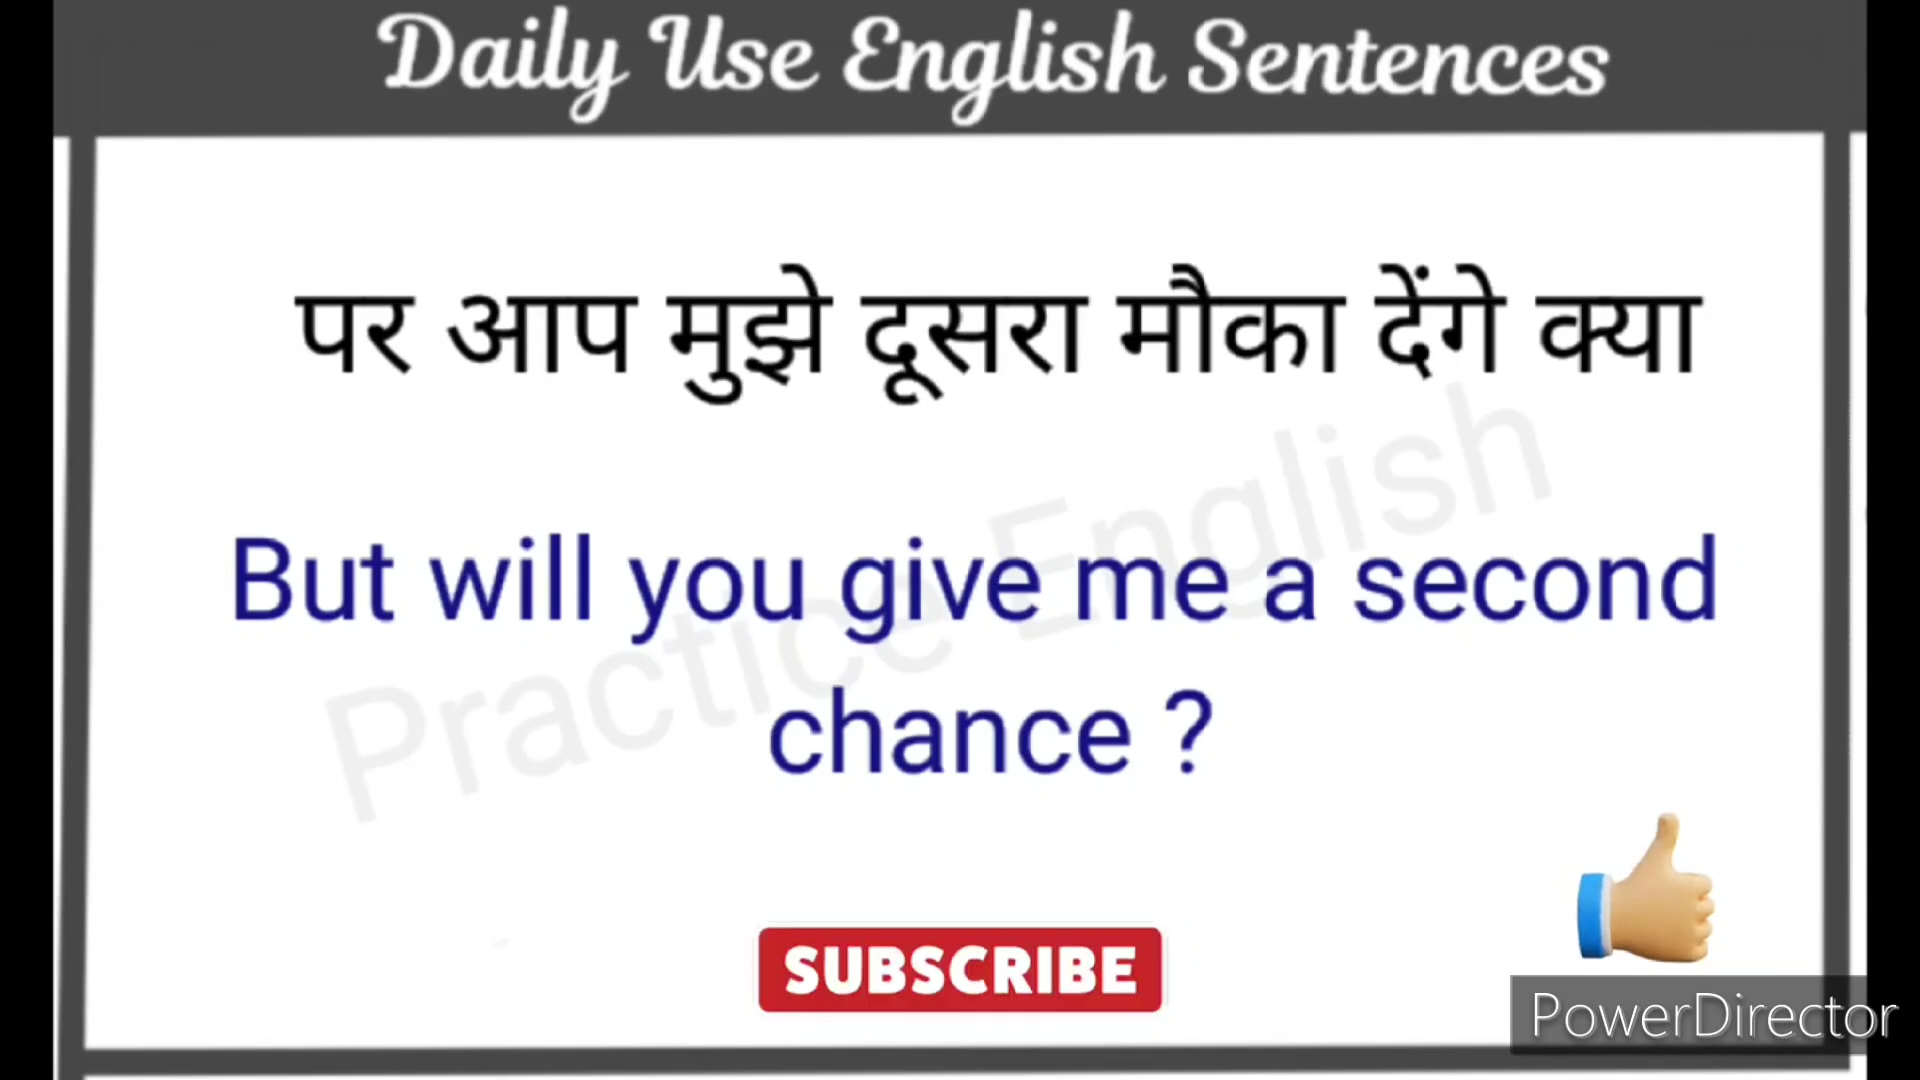 Daily Use English Sentences
पर आप मुझे दूसरा मौका देंगे क्या
Practice English
But will you give me a second
chance ?
SUBSCRIBE
PowerDirector